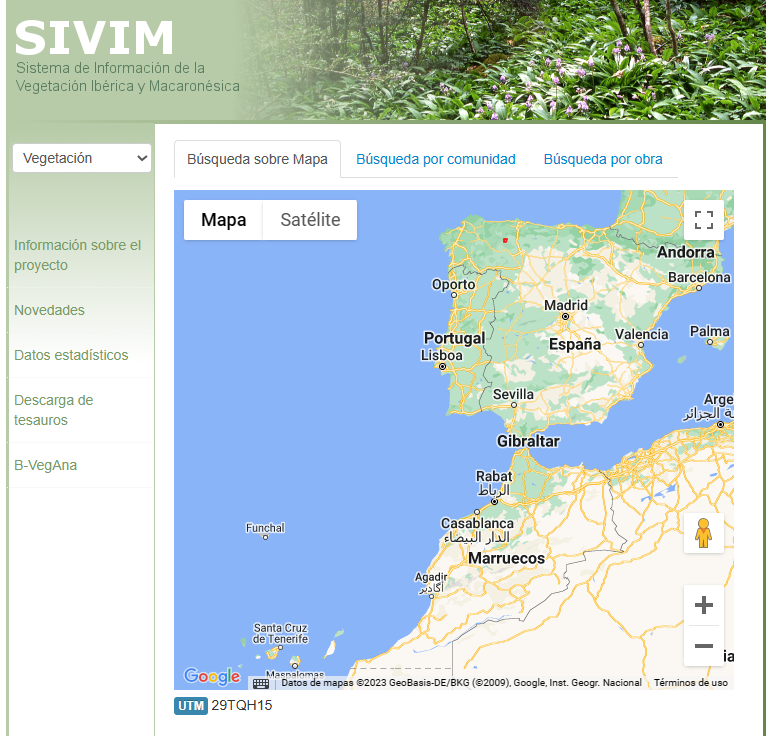 SIVIM
Sistema de Información de la
Vegetación Ibérica y Macaronésica
Vegetación
Información sobre el
proyecto
Novedades
Datos estadísticos
Descarga de
tesauros
B-VegAna
Búsqueda sobre Mapa
Búsqueda por comunidad
Búsqueda por obra
Mapa
Satélite
Andorra
Barcelona
Oporto
Madrid
Portugal
Lisboa
España
Valencia
Palma
Sevilla
Gibraltar
Rabat
الرباط
Casablanca
الدار البيضاء
Marruecos
Funchal
Agadir
أكادير
Santa Cruz
de Tenerife
Maspalomas
Google
Datos de mapas ©2023 GeoBasis-DE/BKG (©2009), Google, Inst. Geogr. Nacional
Términos de uso
UTM 29TQH15